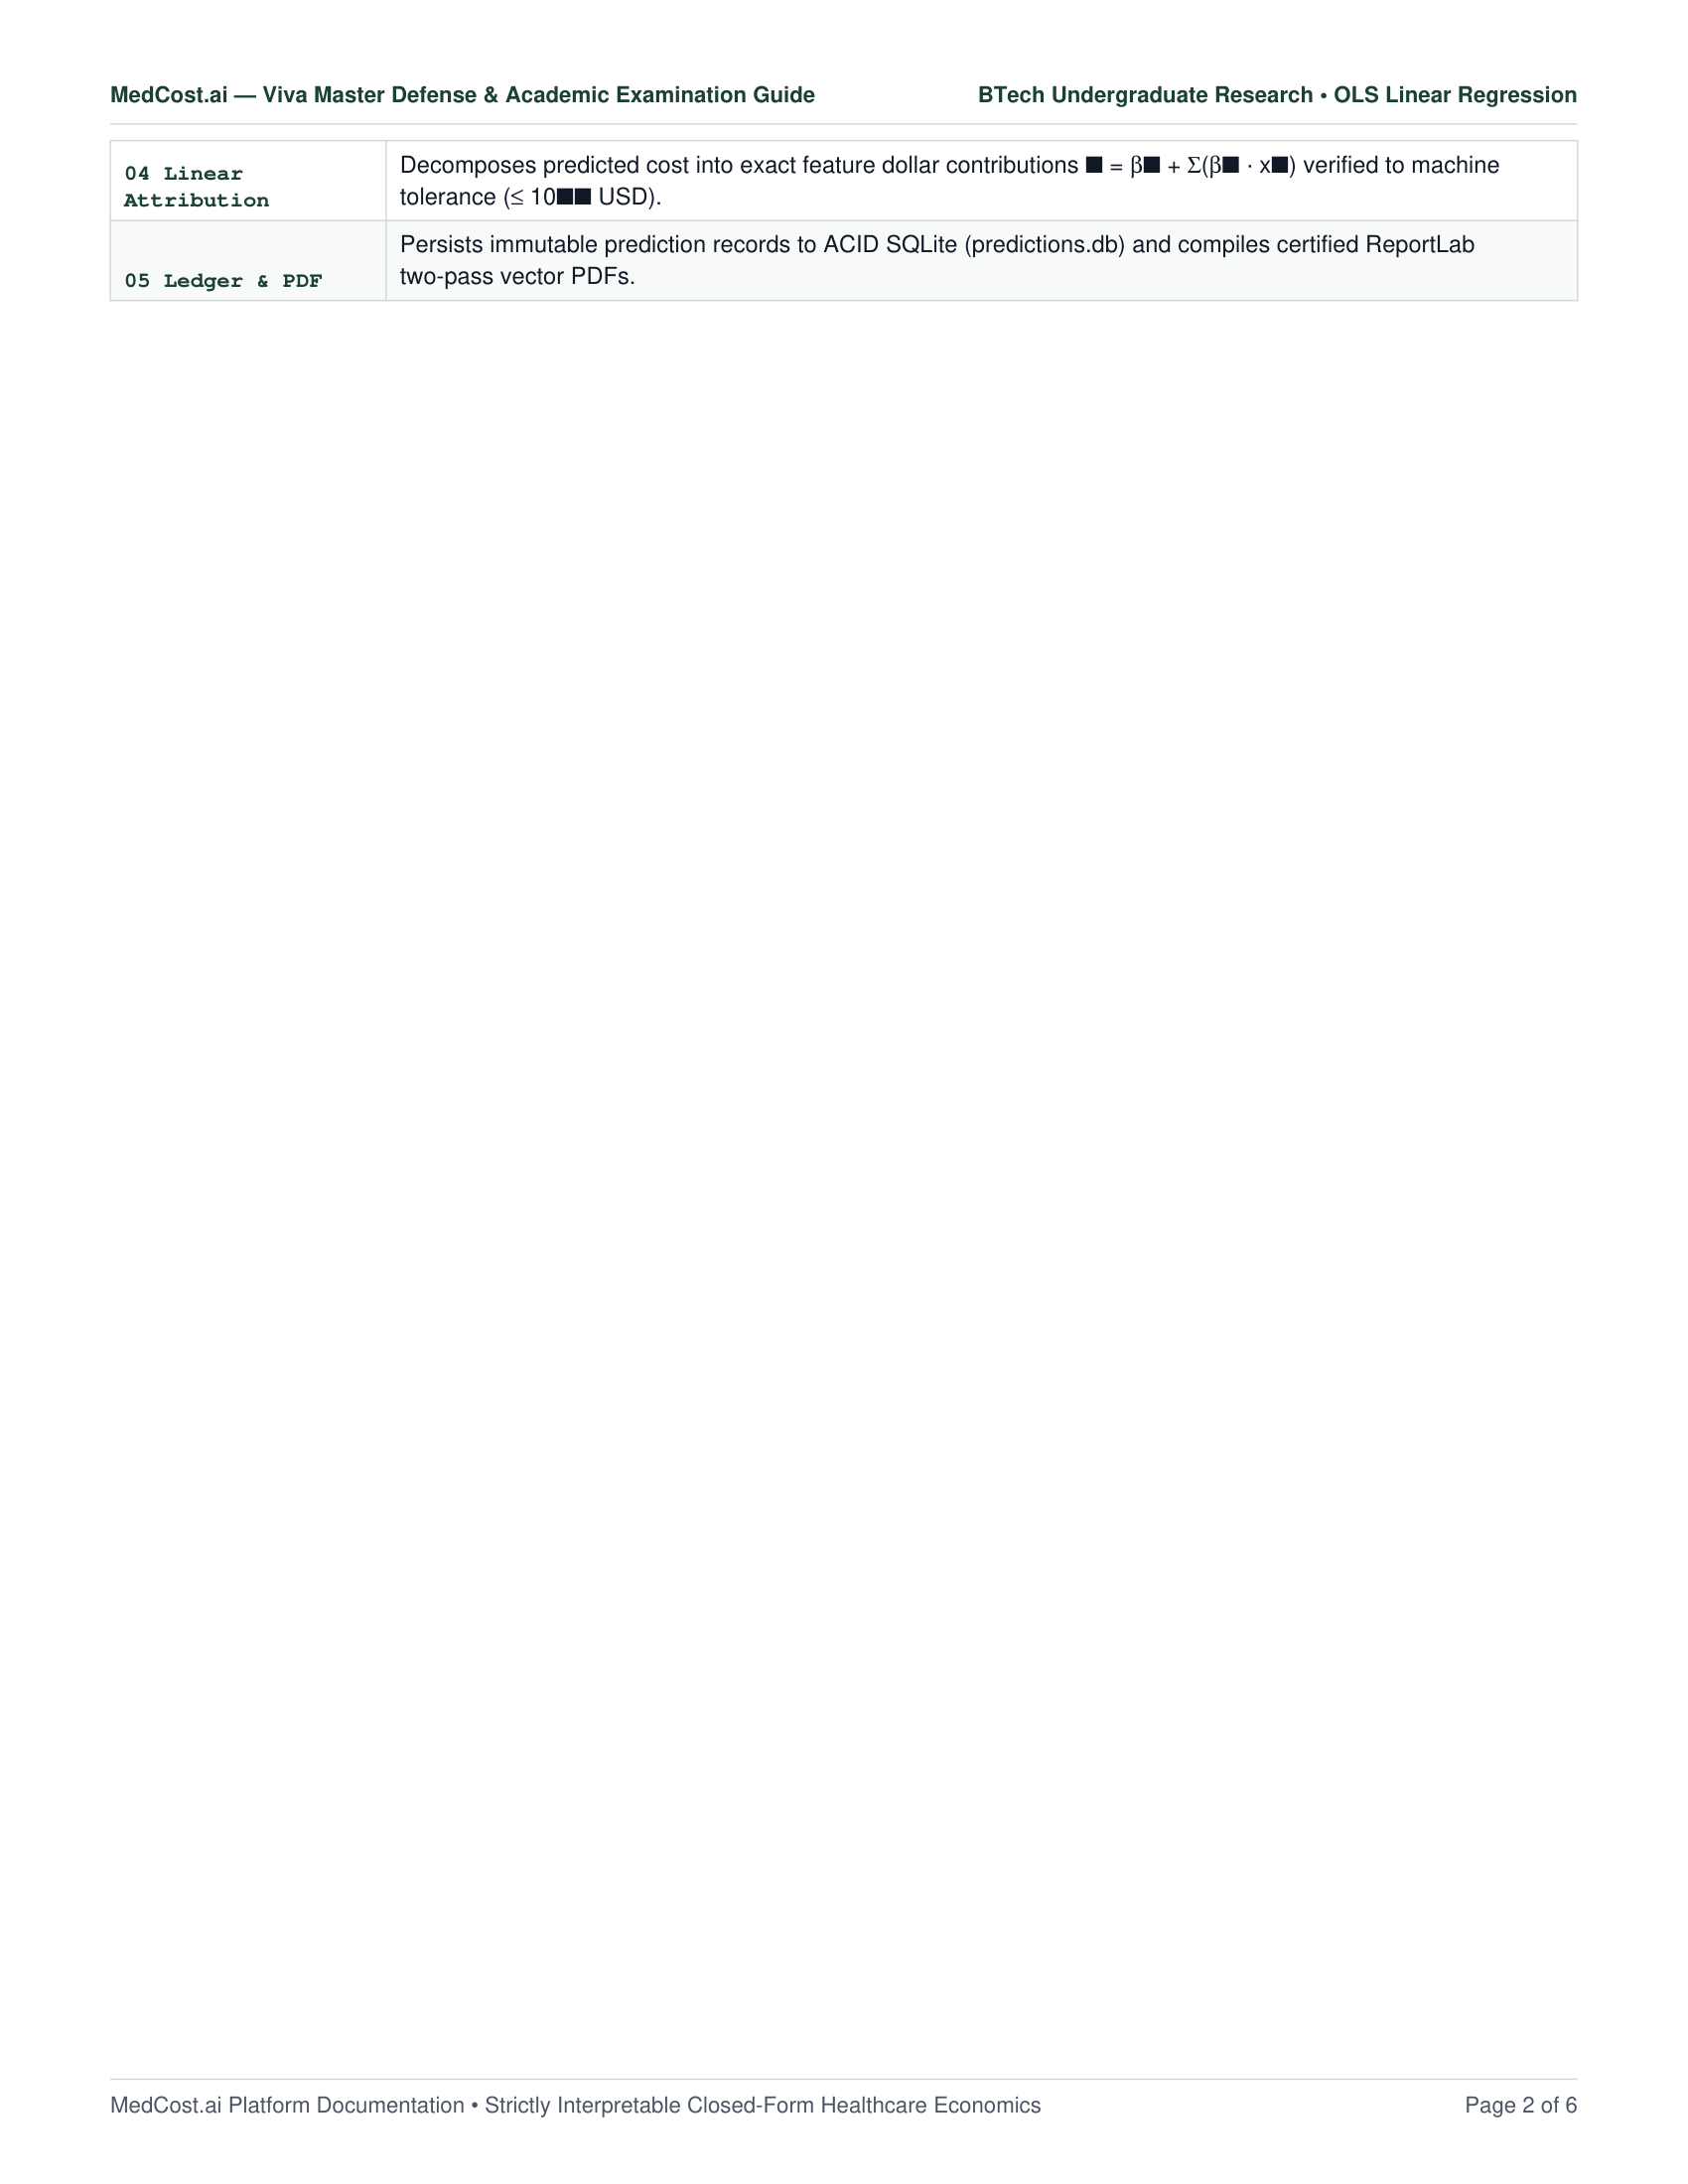 MedCost.ai — Viva Master Defense & Academic Examination Guide
BTech Undergraduate Research • OLS Linear Regression
04 Linear
Attribution
Decomposes predicted cost into exact feature dollar contributions ■ = β■ + Σ(β■ · x■) verified to machine
tolerance (≤ 10■■ USD).
05 Ledger & PDF
Persists immutable prediction records to ACID SQLite (predictions.db) and compiles certified ReportLab
two-pass vector PDFs.
MedCost.ai Platform Documentation • Strictly Interpretable Closed-Form Healthcare Economics
Page 2 of 6